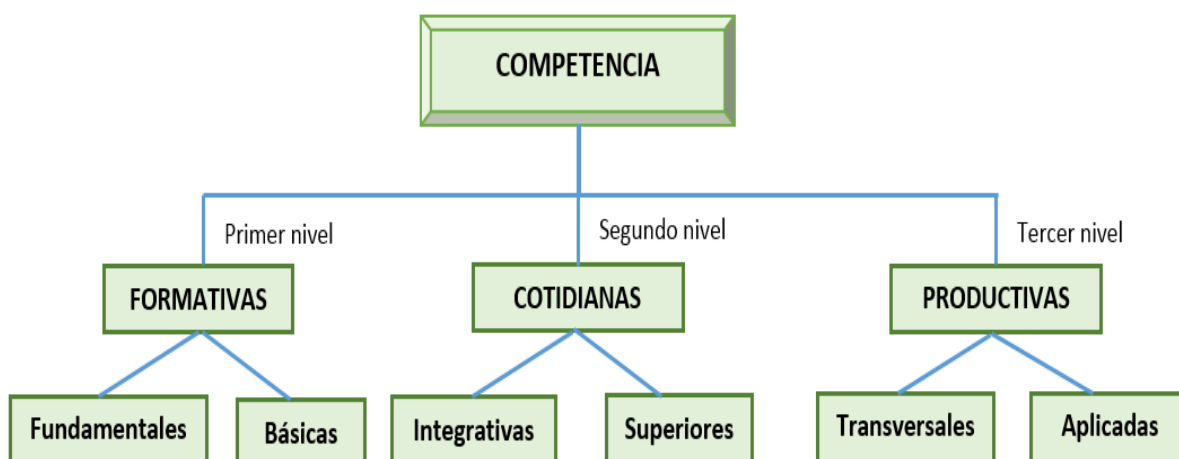 COMPETENCIA
Primer nivel
Segundo nivel
Tercer nivel
FORMATIVAS
COTIDIANAS
PRODUCTIVAS
Fundamentales
Básicas
Integrativas
Superiores
Transversales
Aplicadas